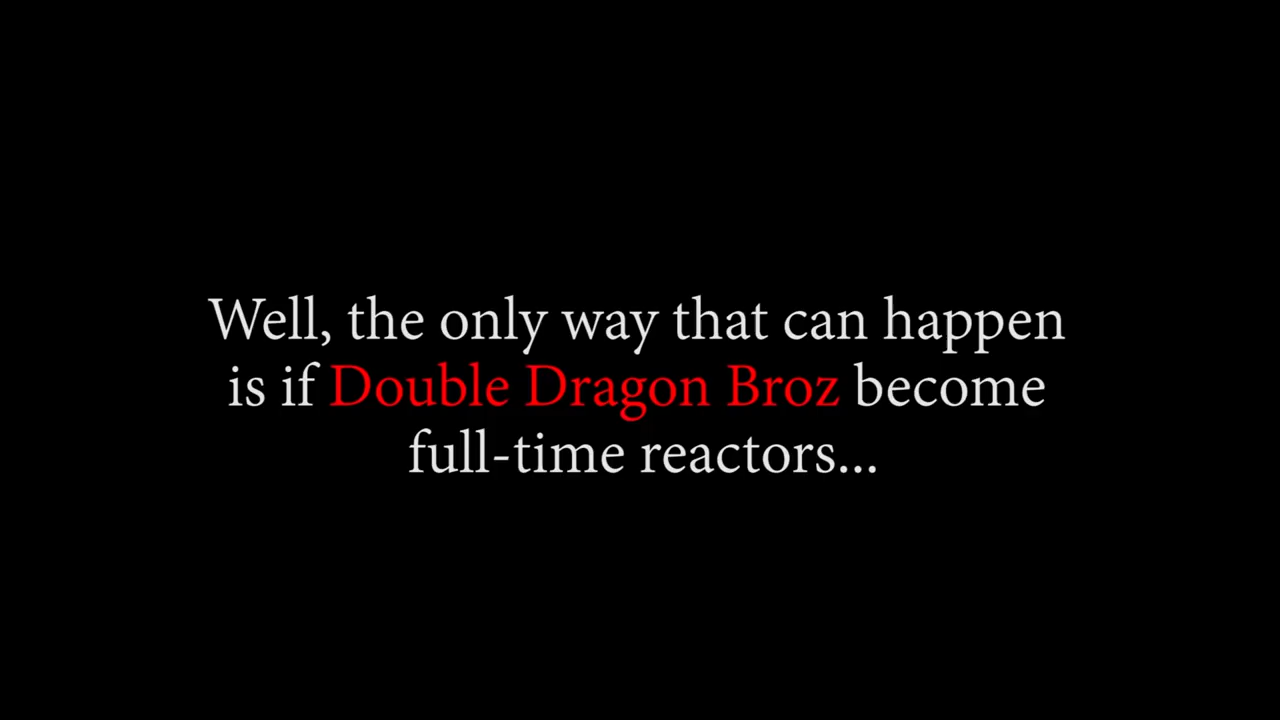 Well, the only way that can happen
is if Double Dragon Broz become
full-time reactors...